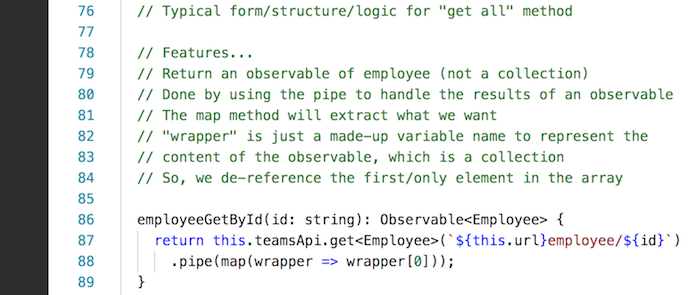 76 // Typical form/structure/logic for "get all" method
77
78 // Features...
79 // Return an observable of employee (not a collection)
80 // Done by using the pipe to handle the results of an observable
81 // The map method will extract what we want
82 // "wrapper" is just a made-up variable name to represent the
83 // content of the observable, which is a collection
84 // So, we de-reference the first/only element in the array
85
86 employeeGetById(id: string): Observable<Employee> {
87 return this.teamsApi.get<Employee>(`${this.url}employee/${id}`)
88 .pipe(map(wrapper => wrapper[0]));
89 }